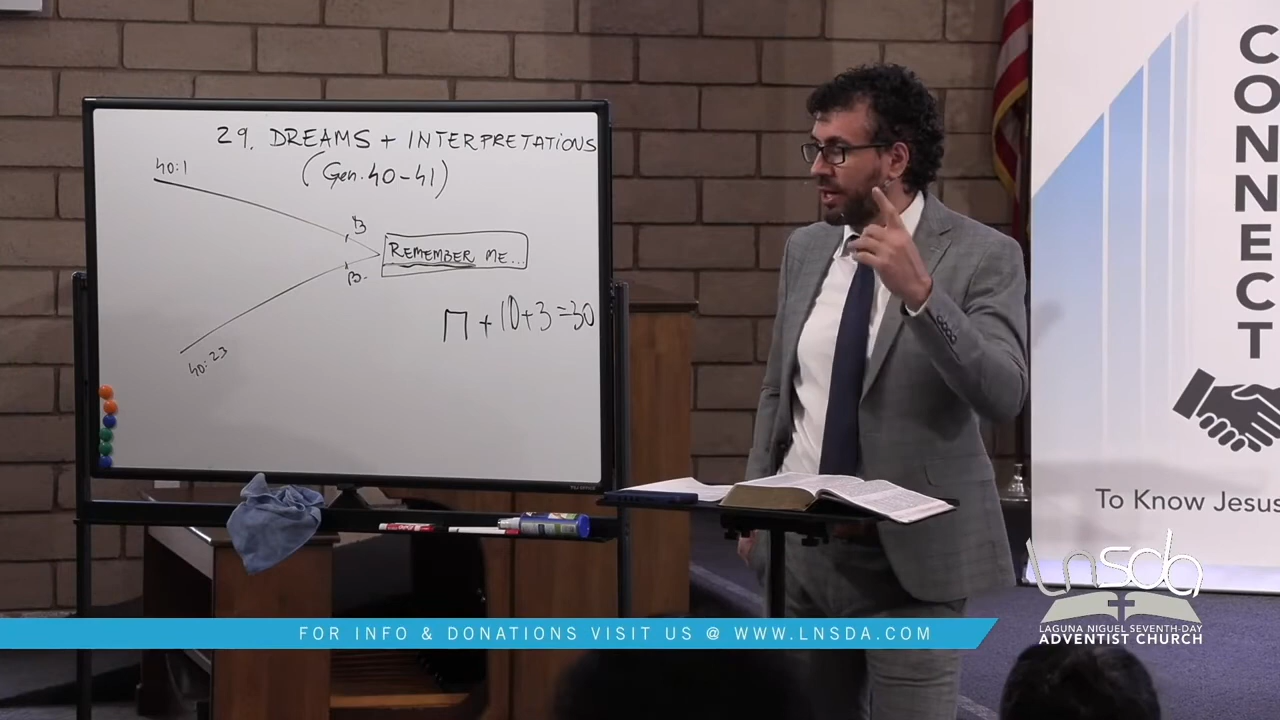 29. DREAMS + INTERPRETATIONS
(Gen. 40-41)
40:1
B
REMEMBER ME...
B.
17 + 10 + 3 = 30
40:23
CONNECT
To Know Jesus
LNSDA
LAGUNA NIGUEL SEVENTH-DAY
ADVENTIST CHURCH
FOR INFO & DONATIONS VISIT US @ WWW.LNSDA.COM